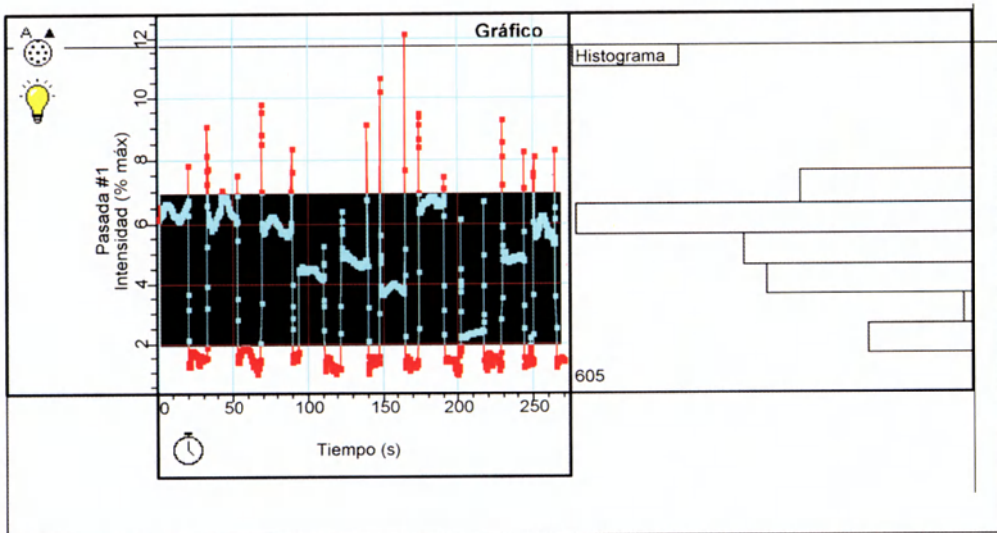 A ▲
Gráfico
Histograma
Pasada #1
Intensidad (% máx)
12
10
8
6
4
2
0 50 100 150 200 250
Tiempo (s)
605